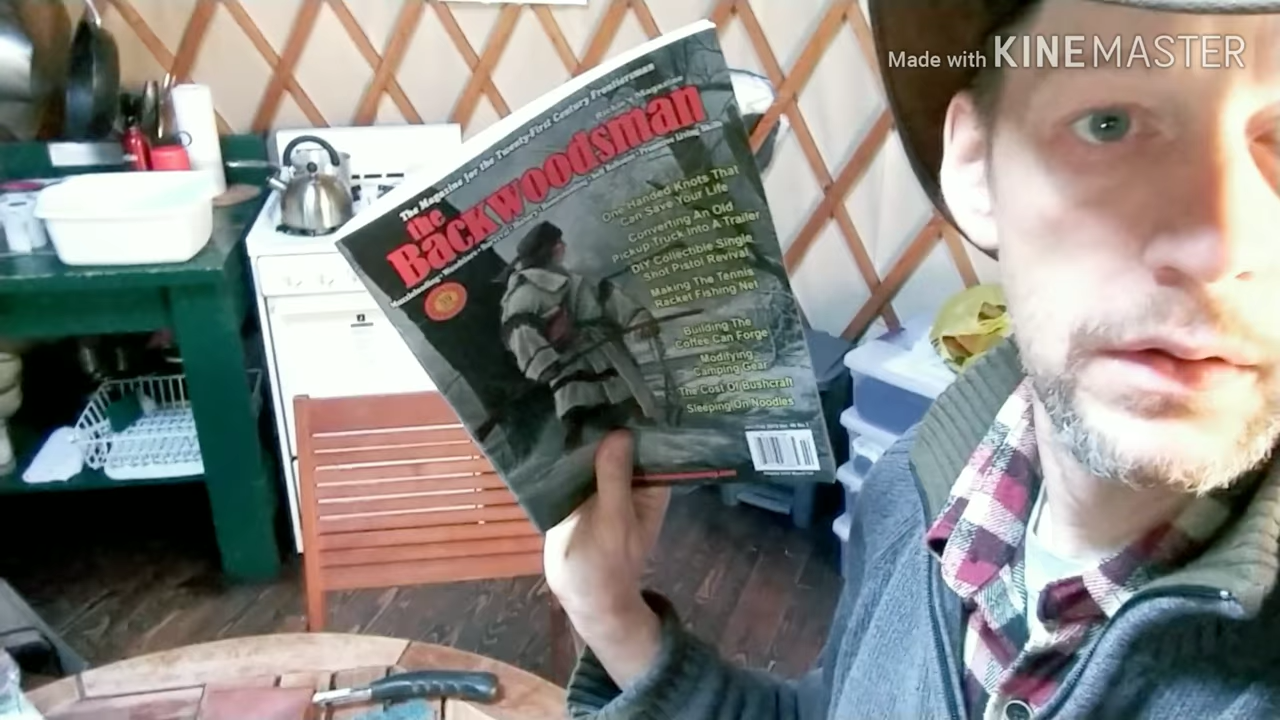 Made with KINEMASTER
The Magazine for the Twenty-First Century Frontiersman
Magazine
the
Backwoodsman
One Handed Knots That
Can Save Your Life
Converting An Old
Pickup Truck Into A Trailer
DIY Collectible Single
Shot Pistol Revival
Making The Tennis
Racket Fishing Net
Building The
Coffee Can Forge
Modifying
Camping Gear
The Cost Of Bushcraft
Sleeping On Noodles